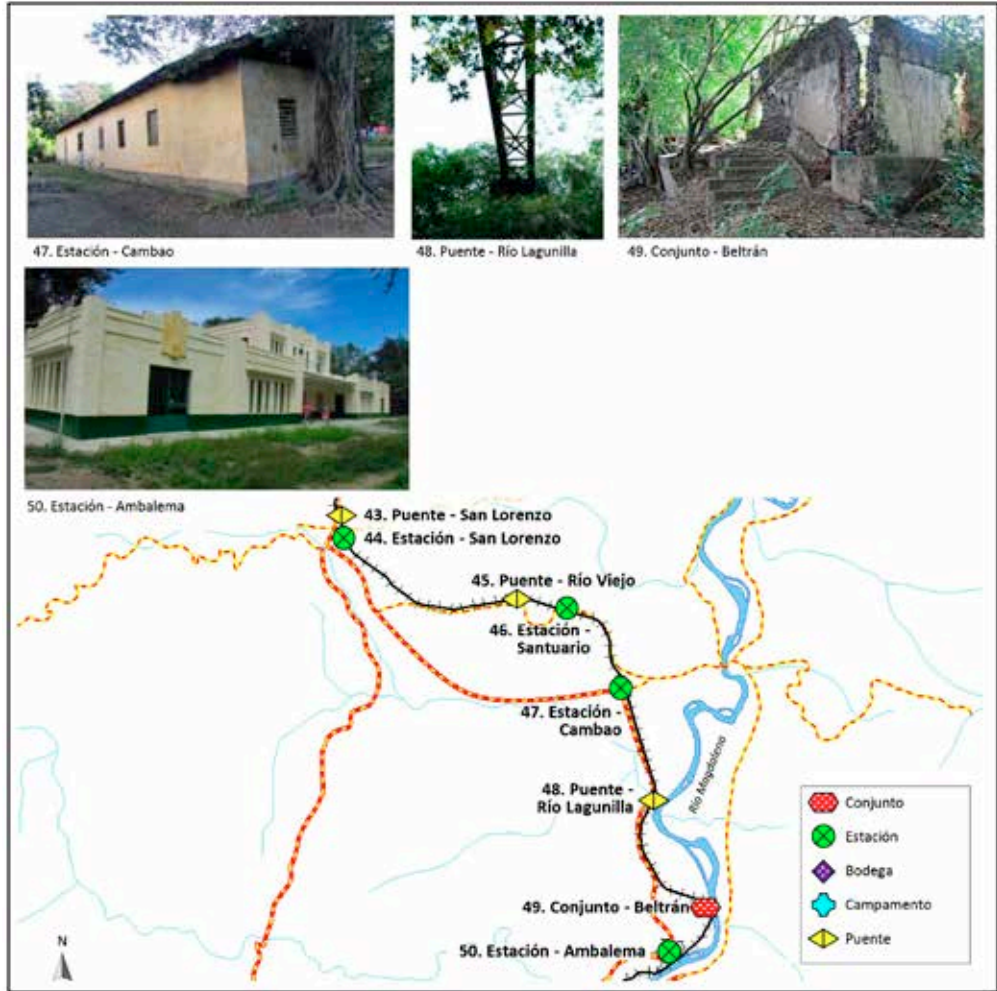 47. Estación - Cambao
48. Puente - Río Lagunilla
49. Conjunto - Beltrán
50. Estación - Ambalema
43. Puente - San Lorenzo
44. Estación - San Lorenzo
45. Puente - Río Viejo
46. Estación -
Santuario
47. Estación -
Cambao
Río Magdaleno
48. Puente -
Río Lagunilla
49. Conjunto - Beltrán
50. Estación - Ambalema
Conjunto
Estación
Bodega
Campamento
Puente
N